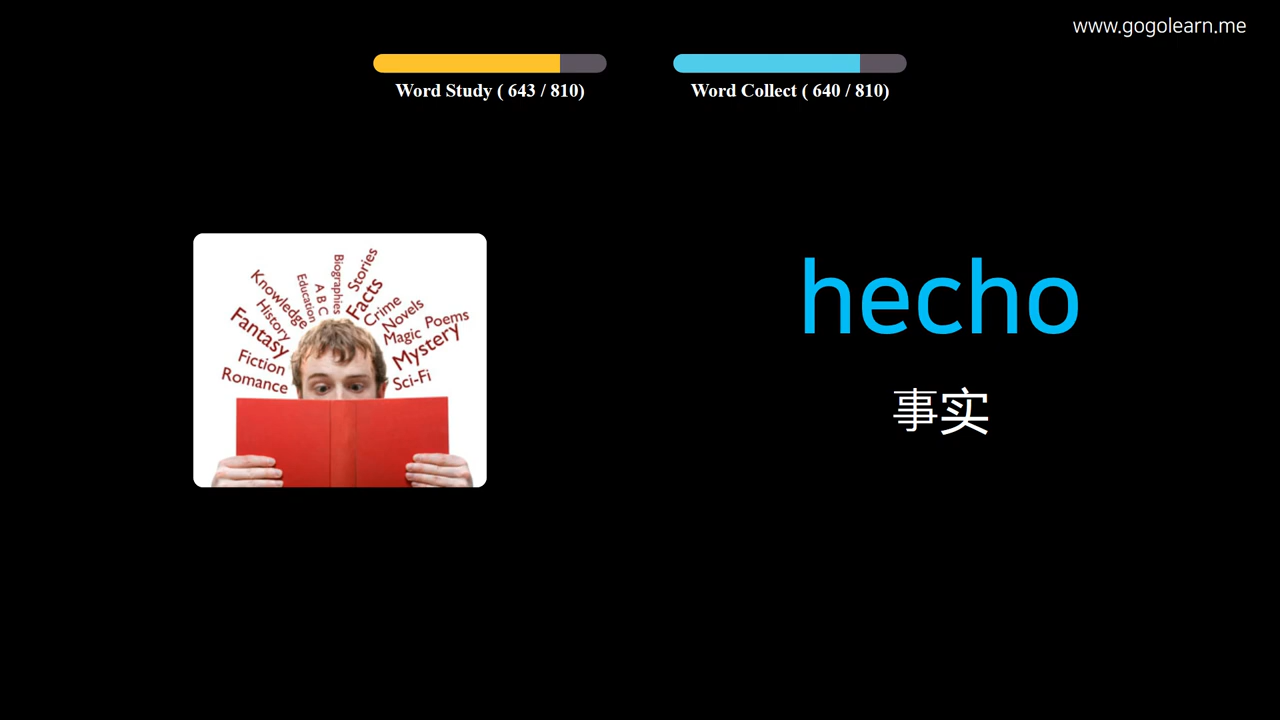 www.gogolearn.me
Word Study ( 643 / 810)
Word Collect ( 640 / 810)
hecho
事实
Knowledge
History
Fantasy
Fiction
Romance
Education
A B C
Biographies
Stories
Facts
Crime
Novels
Magic
Poems
Mystery
Sci-Fi